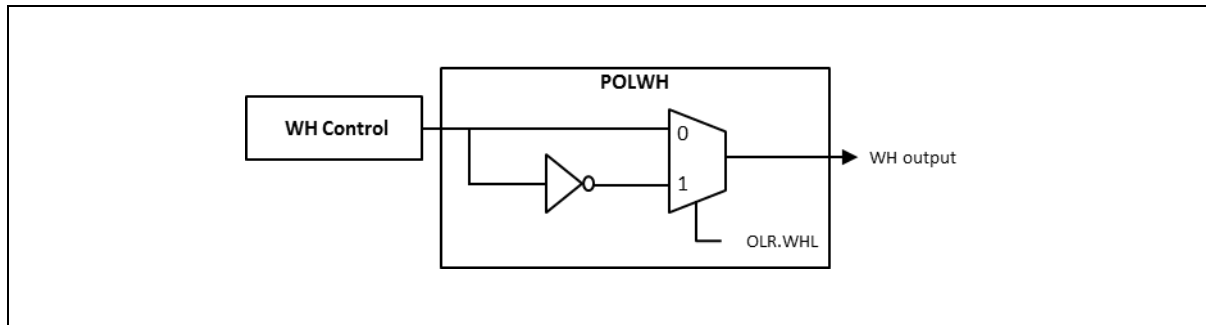 POLWH
WH Control
0
WH output
1
OLR.WHL